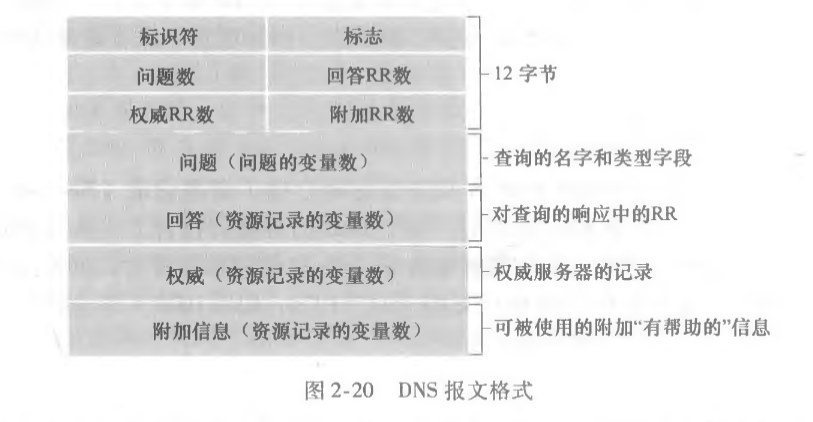 标识符 标志
问题数 回答RR数 12 字节
权威RR数 附加RR数
问题（问题的变量数） 查询的名字和类型字段
回答（资源记录的变量数） 对查询的响应中的RR
权威（资源记录的变量数） 权威服务器的记录
附加信息（资源记录的变量数） 可被使用的附加“有帮助的”信息
图 2-20 DNS 报文格式